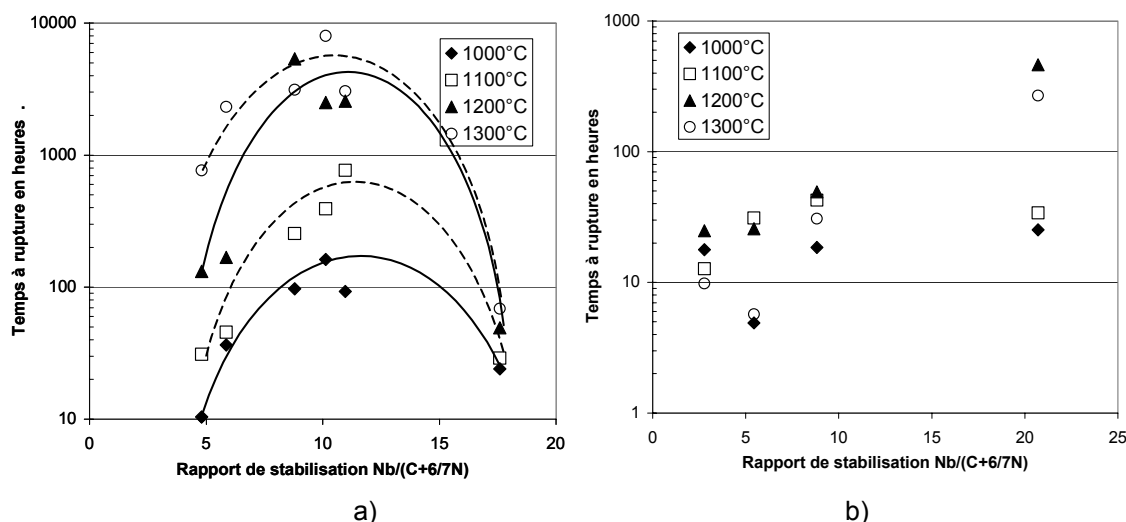 10000
1000
100
10
0
5
10
15
20
Temps à rupture en heures .
Rapport de stabilisation Nb/(C+6/7N)
1000°C
1100°C
1200°C
1300°C
a)
1000
100
10
1
0
5
10
15
20
25
Temps à rupture en heures
Rapport de stabilisation Nb/(C+6/7N)
1000°C
1100°C
1200°C
1300°C
b)